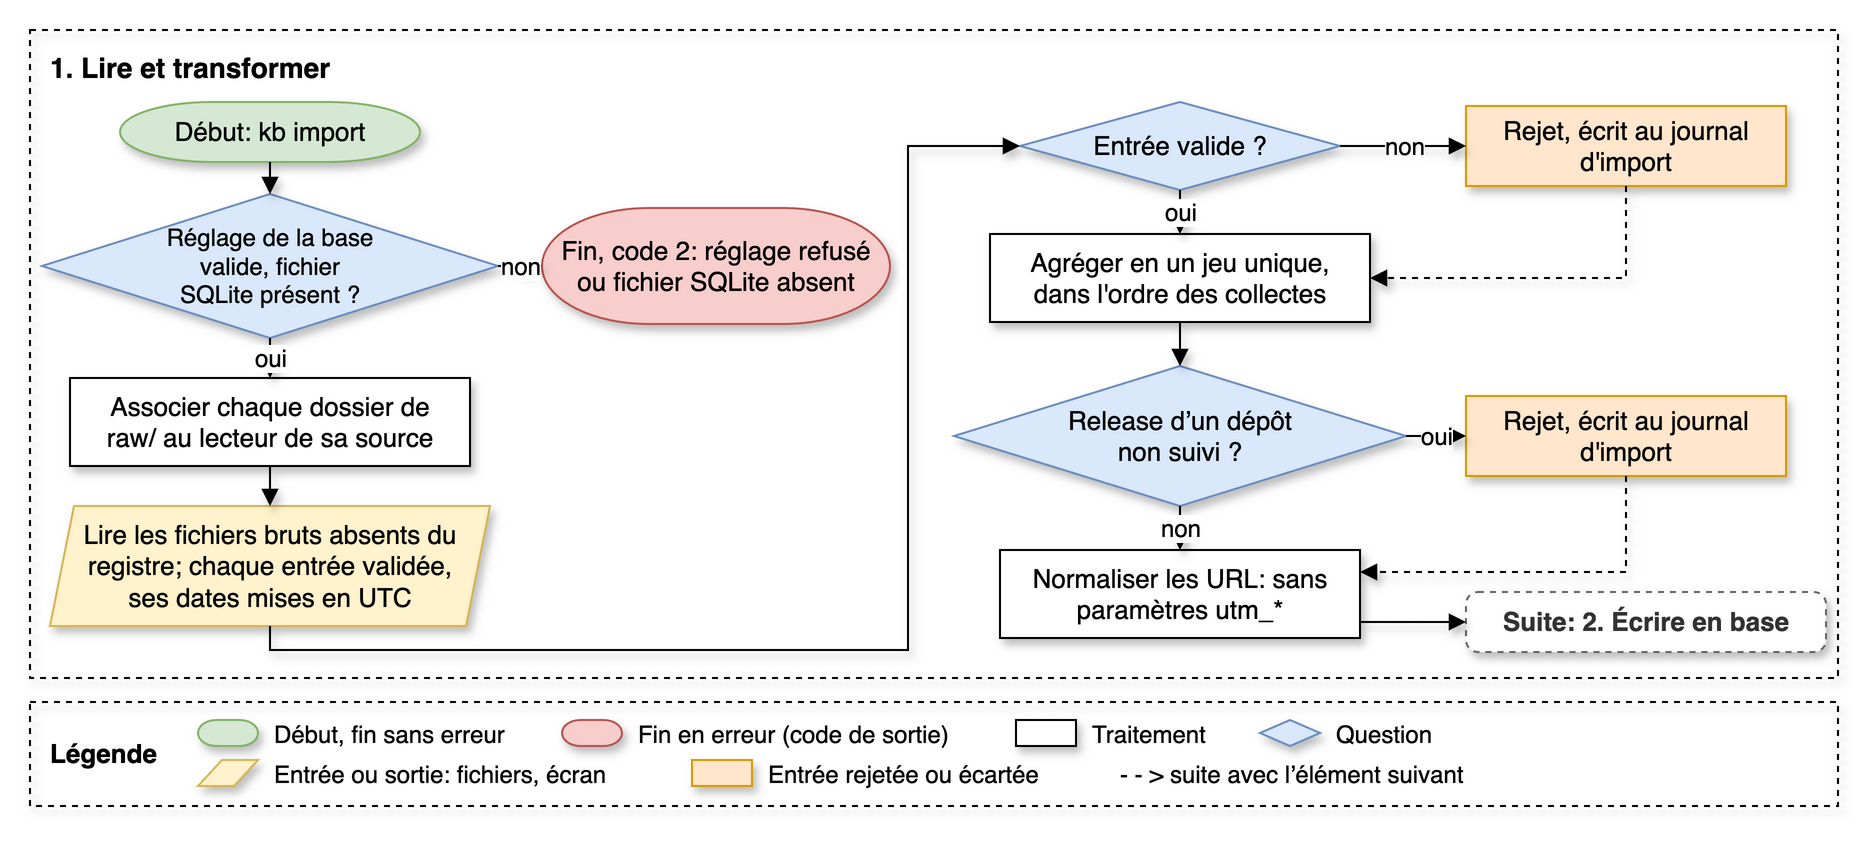 1. Lire et transformer
Début: kb import
Réglage de la base
valide, fichier
SQLite présent ?
non
Fin, code 2: réglage refusé
ou fichier SQLite absent
oui
Associer chaque dossier de
raw/ au lecteur de sa source
Lire les fichiers bruts absents du
registre; chaque entrée validée,
ses dates mises en UTC
Entrée valide ?
non
Rejet, écrit au journal
d'import
oui
Agréger en un jeu unique,
dans l'ordre des collectes
Release d’un dépôt
non suivi ?
oui
Rejet, écrit au journal
d'import
non
Normaliser les URL: sans
paramètres utm_*
Suite: 2. Écrire en base
Légende
Début, fin sans erreur
Fin en erreur (code de sortie)
Traitement
Question
Entrée ou sortie: fichiers, écran
Entrée rejetée ou écartée
- - > suite avec l’élément suivant